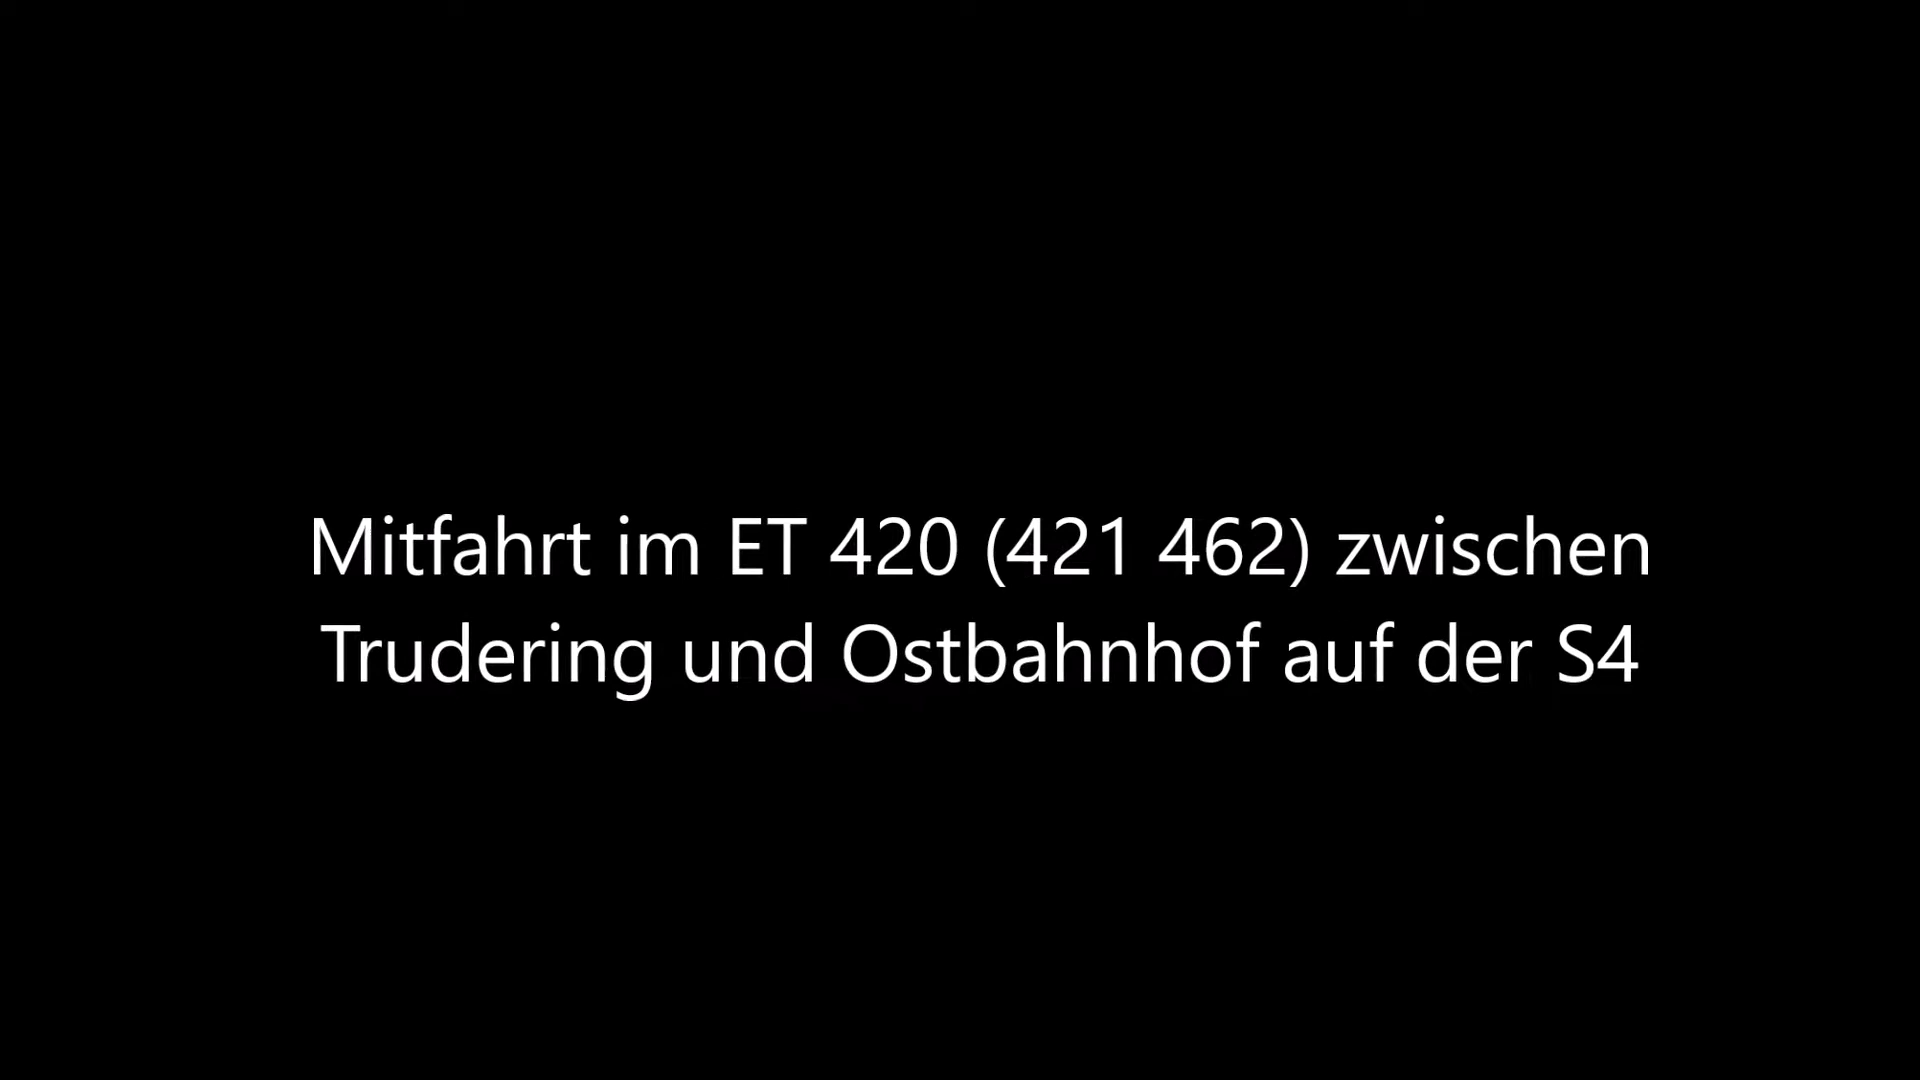 Mitfahrt im ET 420 (421 462) zwischen
Trudering und Ostbahnhof auf der S4